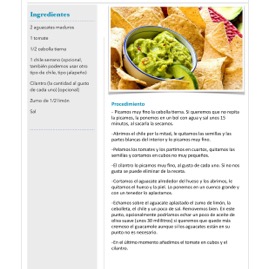 Ingredientes
2 aguacates maduros
1 tomate
1/2 cebolla tierna
1 chile serrano (opcional,
también podemos usar otro
tipo de chile, tipo jalapeño)
Cilantro (la cantidad al gusto
de cada uno) (opcional)
Zumo de 1/2 limón
Sal
Procedimiento
- Picamos muy fino la cebolla tierna. Si queremos que no repita
la picamos, la ponemos en un bol con agua y sal unos 15
minutos, al sacarla la secamos.
-Abrimos el chile por la mitad, le quitamos las semillas y las
partes blancas del interior y lo picamos muy fino.
-Pelamos los tomates y los partimos en cuartos, quitamos las
semillas y cortamos en cubos no muy pequeños.
-El cilantro lo picamos muy fino, al gusto de cada uno. Si no nos
gusta se puede eliminar de la receta.
-Cortamos el aguacate alrededor del hueso y los abrimos, le
quitamos el hueso y la piel. Lo ponemos en un cuenco grande y
con un tenedor lo aplastamos.
-Echamos sobre el aguacate aplastado el zumo de limón, la
cebolleta, el chile y un poco de sal. Removemos bien. En este
punto, opcionalmente podríamos echar un poco de aceite de
oliva suave (unos 30 mililitros) si queremos que quede más
cremoso el guacamole aunque si los aguacates están en su
punto no es necesario.
-En el último momento añadimos el tomate en cubos y el
cilantro.